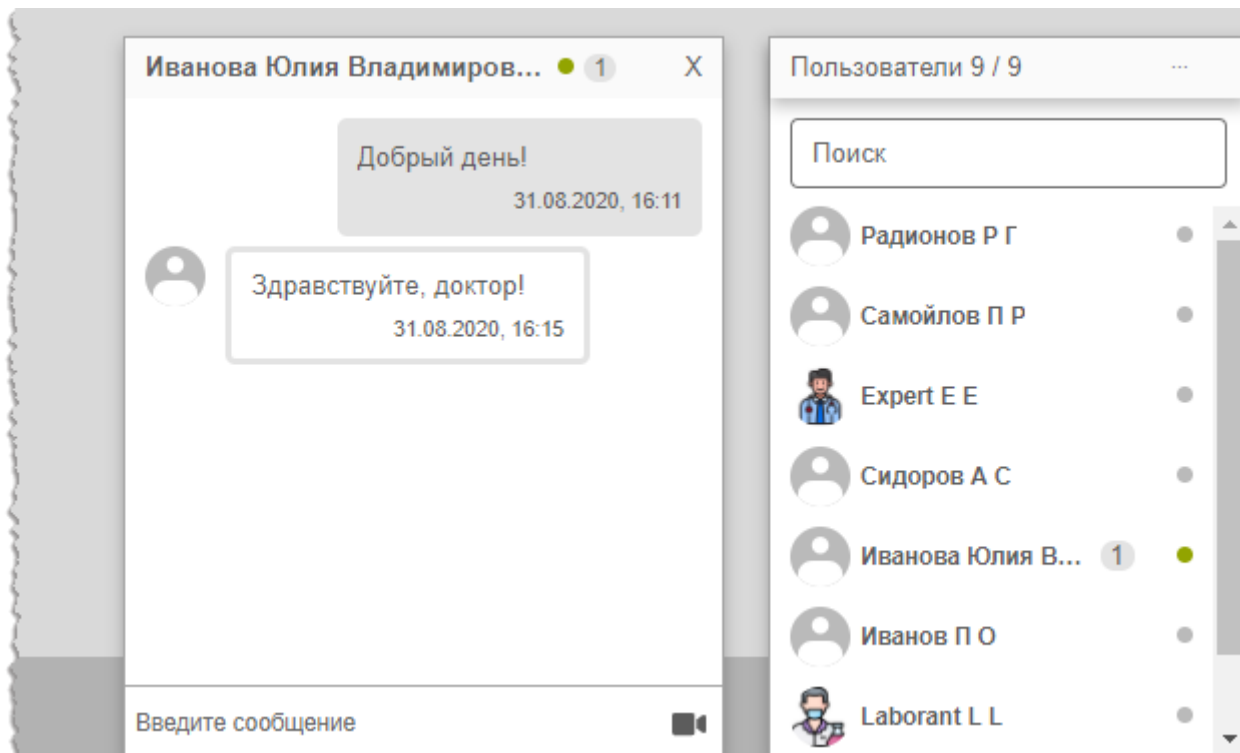 Иванова Юлия Владимиров... 1 X
Добрый день!
31.08.2020, 16:11
Здравствуйте, доктор!
31.08.2020, 16:15
Введите сообщение
Пользователи 9 / 9 ...
Поиск
Радионов Р Г
Самойлов П Р
Expert E E
Сидоров А С
Иванова Юлия В... 1
Иванов П О
Laborant L L